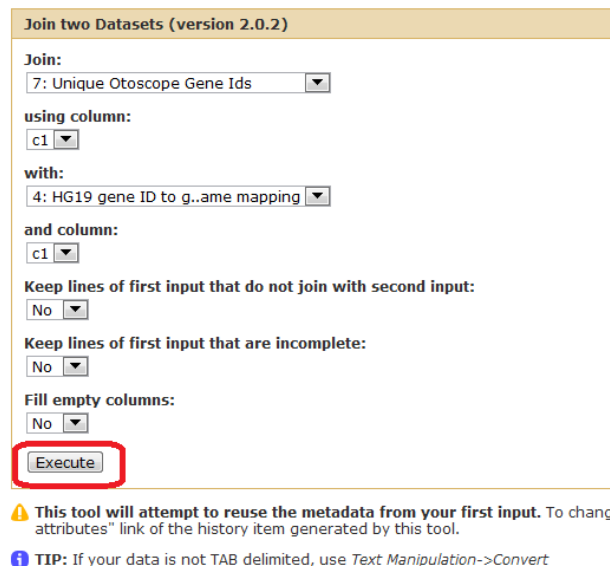 Join two Datasets (version 2.0.2)
Join:
7: Unique Otoscope Gene Ids
using column:
c1
with:
4: HG19 gene ID to g..ame mapping
and column:
c1
Keep lines of first input that do not join with second input:
No
Keep lines of first input that are incomplete:
No
Fill empty columns:
No
Execute
This tool will attempt to reuse the metadata from your first input. To chang
attributes" link of the history item generated by this tool.
TIP: If your data is not TAB delimited, use Text Manipulation->Convert